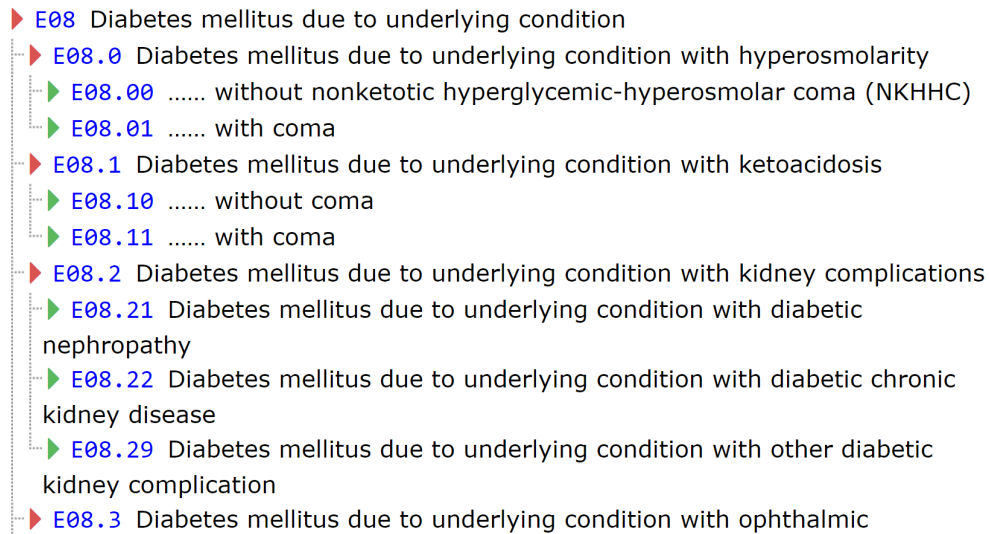 E08 Diabetes mellitus due to underlying condition
E08.0 Diabetes mellitus due to underlying condition with hyperosmolarity
E08.00 …… without nonketotic hyperglycemic-hyperosmolar coma (NKHHC)
E08.01 …… with coma
E08.1 Diabetes mellitus due to underlying condition with ketoacidosis
E08.10 …… without coma
E08.11 …… with coma
E08.2 Diabetes mellitus due to underlying condition with kidney complications
E08.21 Diabetes mellitus due to underlying condition with diabetic
nephropathy
E08.22 Diabetes mellitus due to underlying condition with diabetic chronic
kidney disease
E08.29 Diabetes mellitus due to underlying condition with other diabetic
kidney complication
E08.3 Diabetes mellitus due to underlying condition with ophthalmic